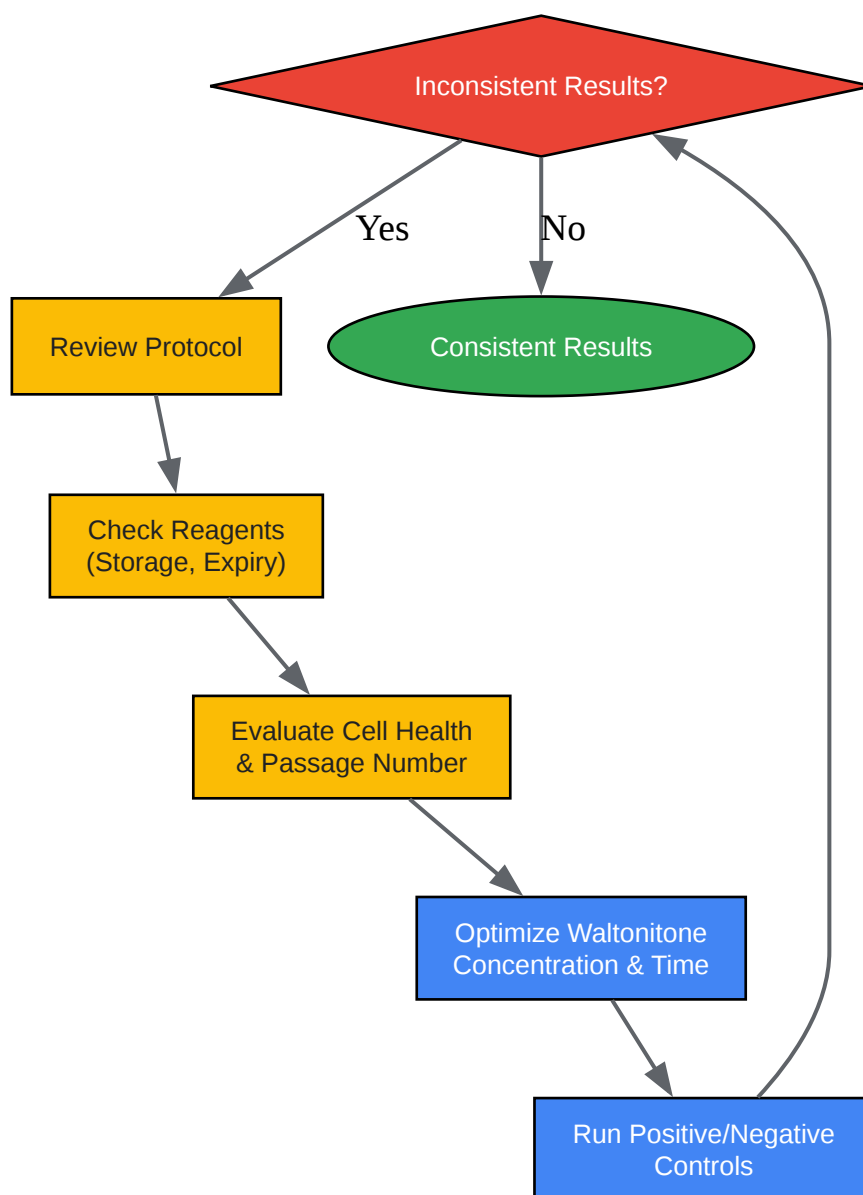 Inconsistent Results?
Yes
No
Review Protocol
Consistent Results
Check Reagents
(Storage, Expiry)
Evaluate Cell Health
& Passage Number
Optimize Waltonitone
Concentration & Time
Run Positive/Negative
Controls